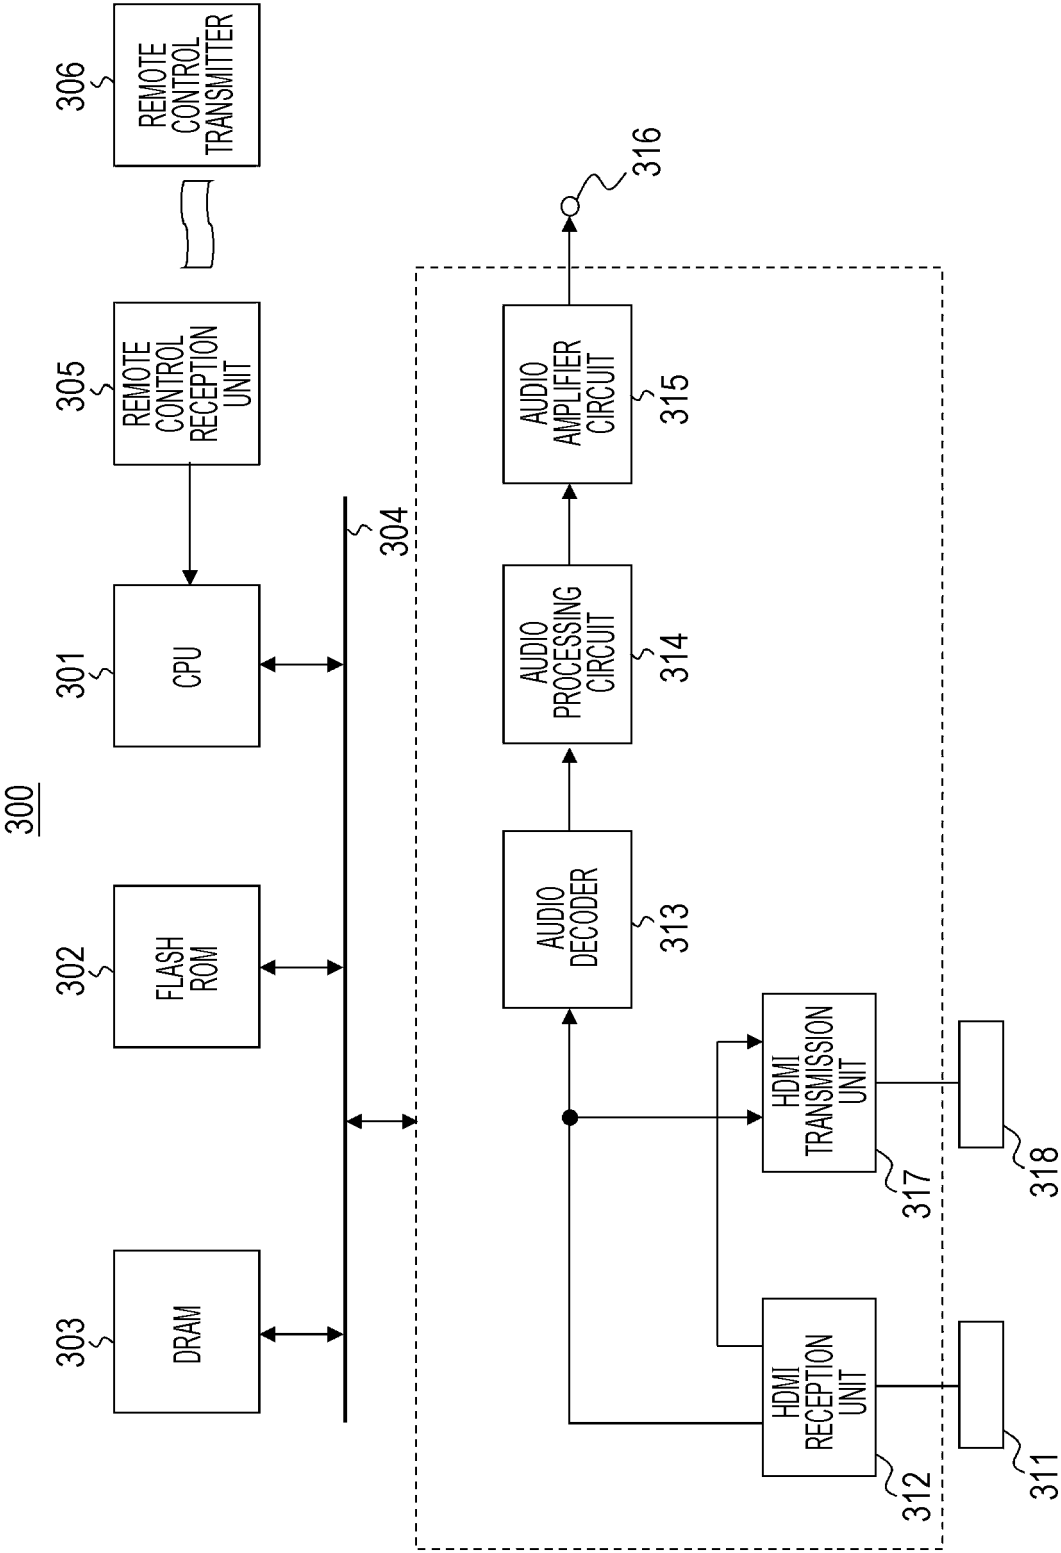 300
303
302
301
305
306
DRAM
FLASH
ROM
CPU
REMOTE
CONTROL
RECEPTION
UNIT
REMOTE
CONTROL
TRANSMITTER
304
AUDIO
DECODER
AUDIO
PROCESSING
CIRCUIT
AUDIO
AMPLIFIER
CIRCUIT
316
313
314
315
HDMI
RECEPTION
UNIT
HDMI
TRANSMISSION
UNIT
312
317
311
318